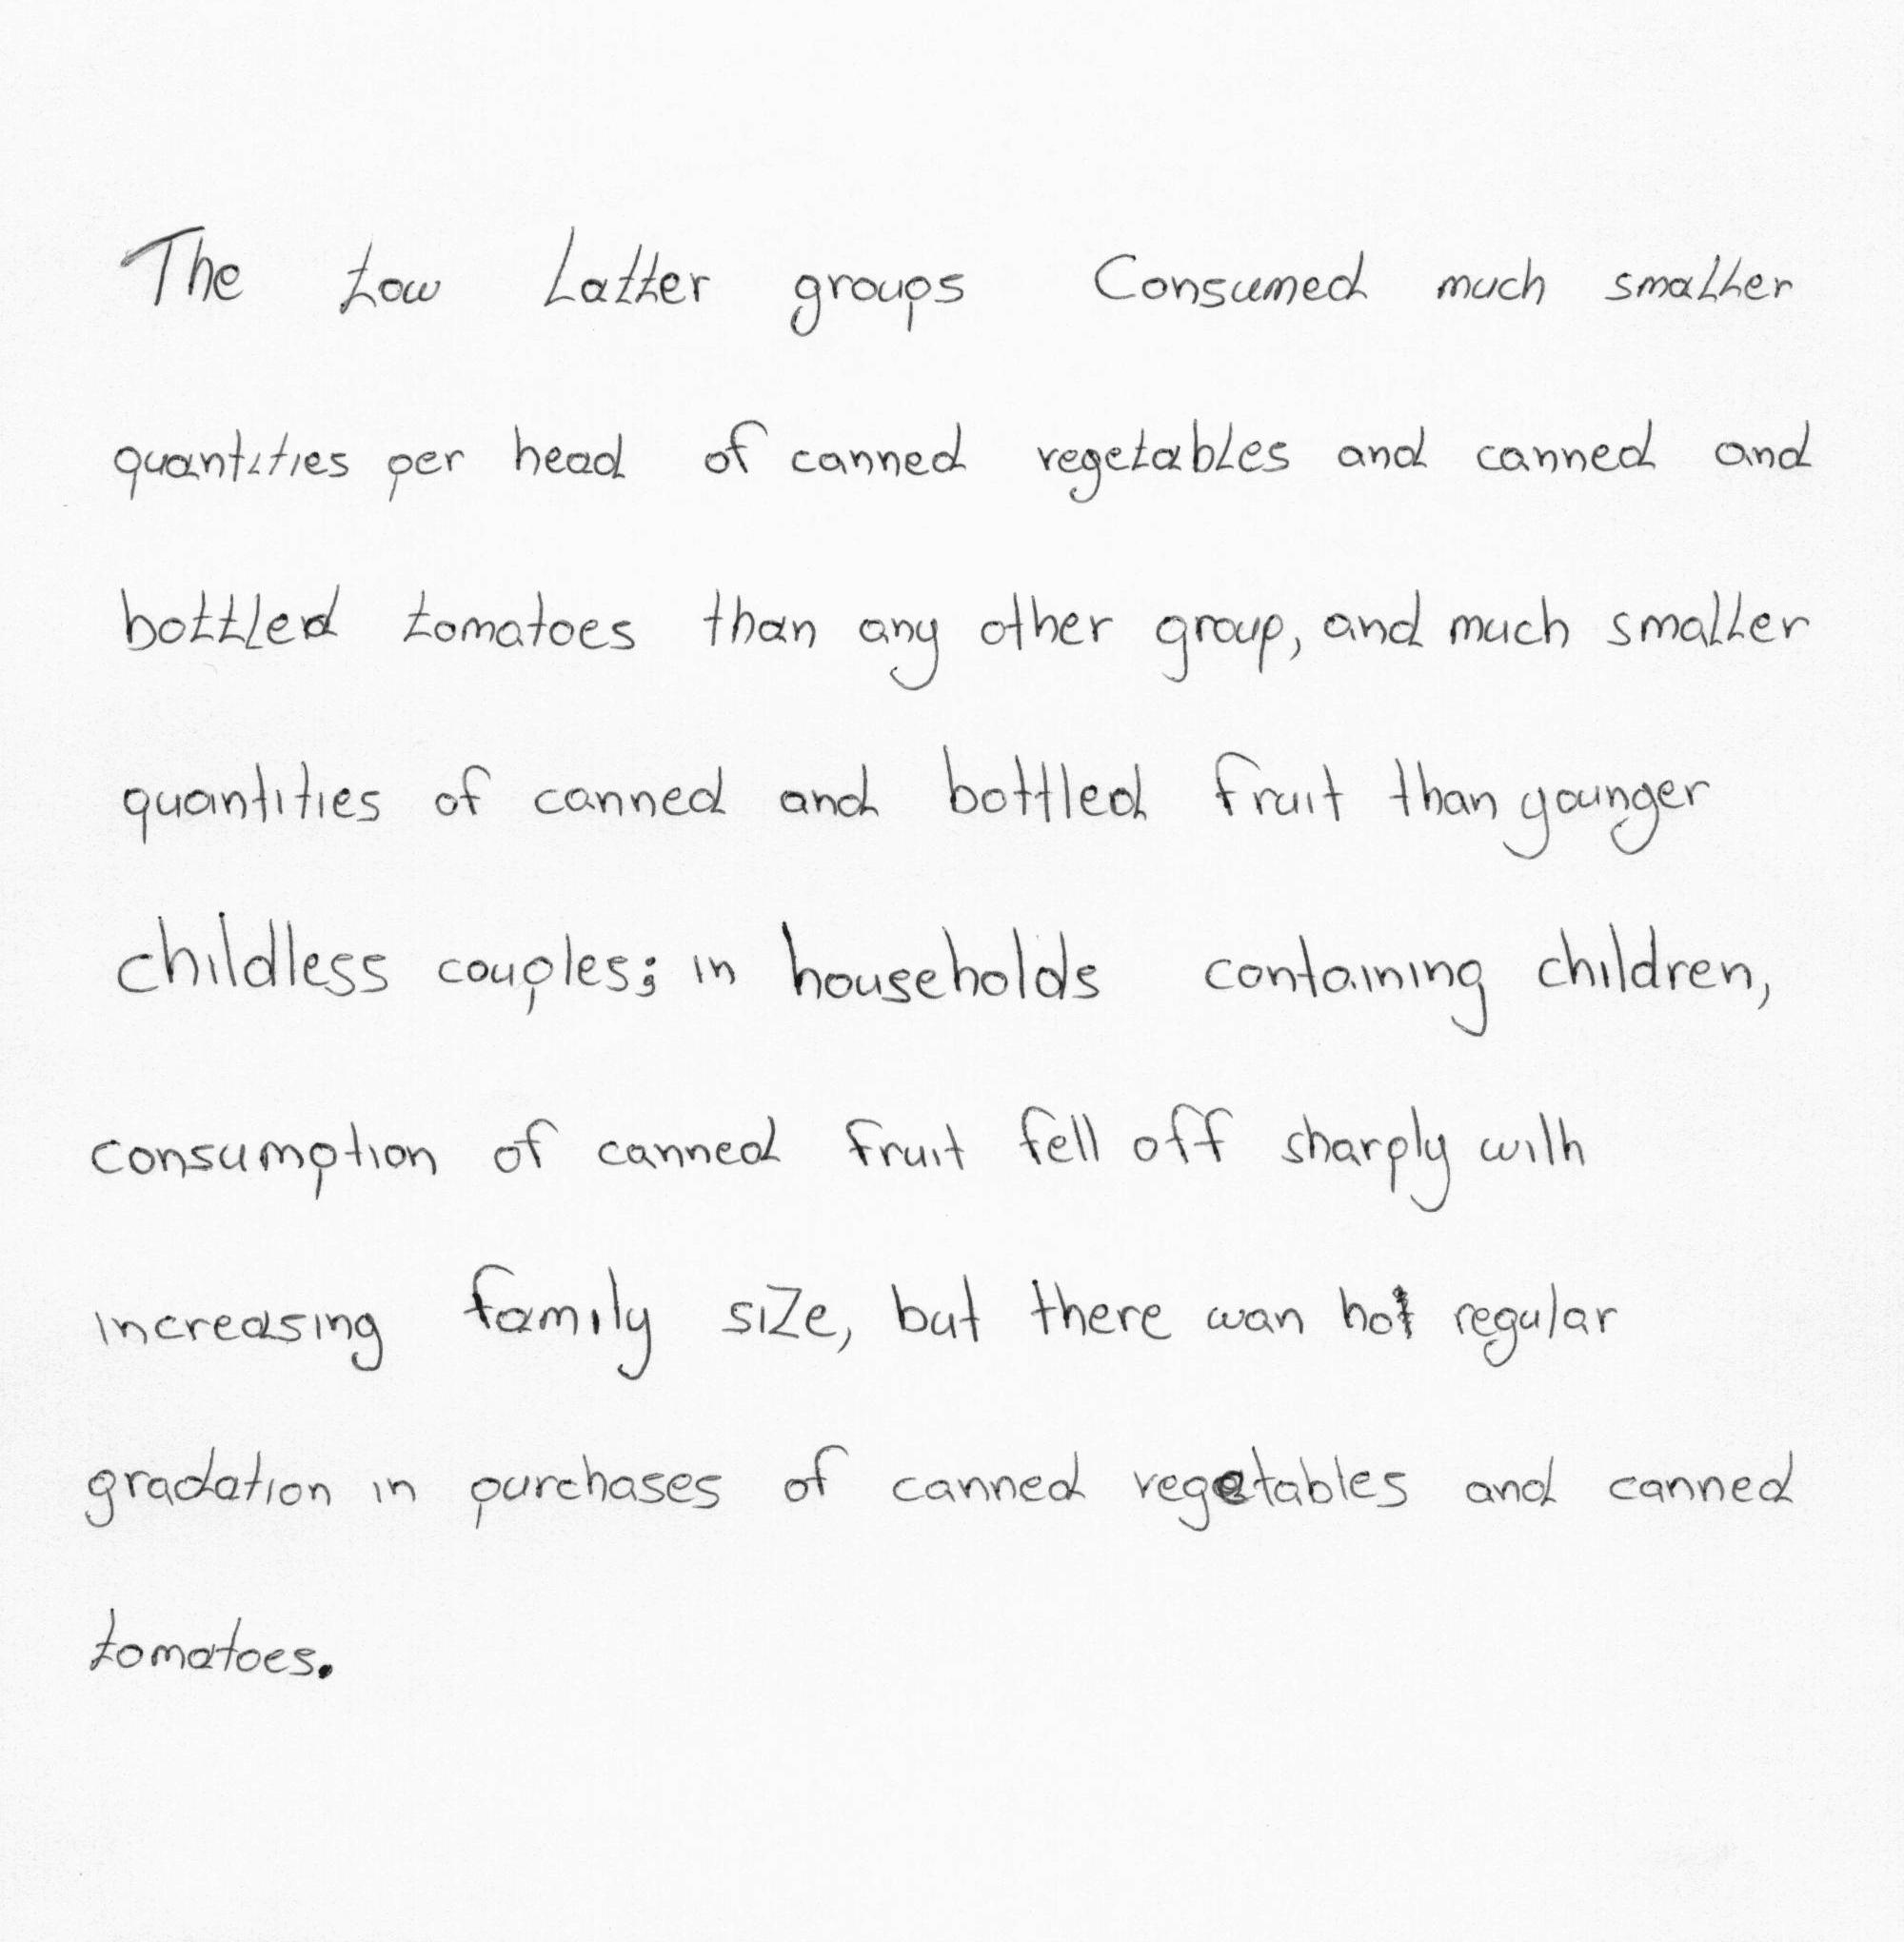 The tow Latter groups Consumed much smaller
quantities per head of canned vegetables and canned and
bottled tomatoes than any other group, and much smaller
quantities of canned and bottled fruit than younger
childless couples; in households containing children,
consumption of canned fruit fell off sharply with
increasing family size, but there wan not regular
gradation in purchases of canned vegetables and canned
tomatoes.